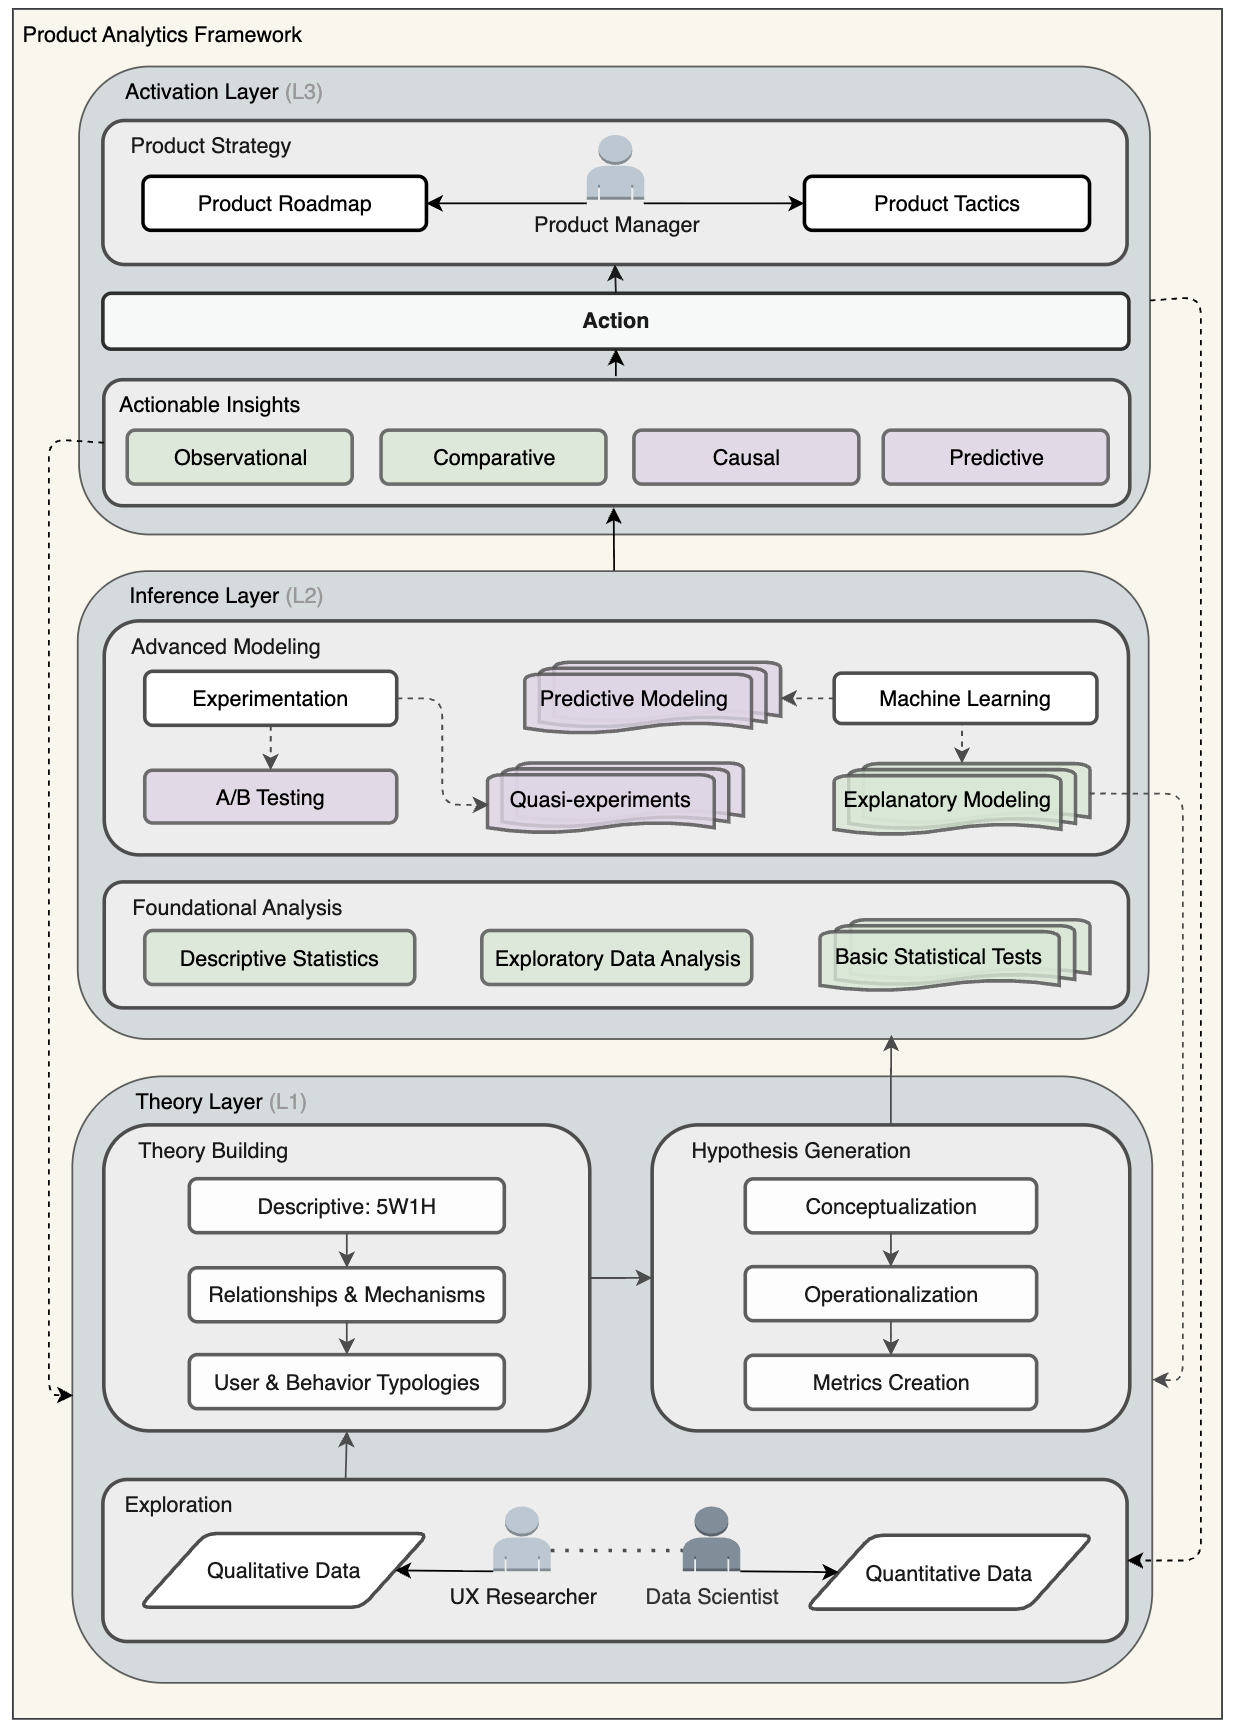 Product Analytics Framework
Activation Layer (L3)
Product Strategy
Product Roadmap
Product Manager
Product Tactics
Action
Actionable Insights
Observational
Comparative
Causal
Predictive
Inference Layer (L2)
Advanced Modeling
Experimentation
Predictive Modeling
Machine Learning
A/B Testing
Quasi-experiments
Explanatory Modeling
Foundational Analysis
Descriptive Statistics
Exploratory Data Analysis
Basic Statistical Tests
Theory Layer (L1)
Theory Building
Descriptive: 5W1H
Relationships & Mechanisms
User & Behavior Typologies
Hypothesis Generation
Conceptualization
Operationalization
Metrics Creation
Exploration
Qualitative Data
UX Researcher
Data Scientist
Quantitative Data